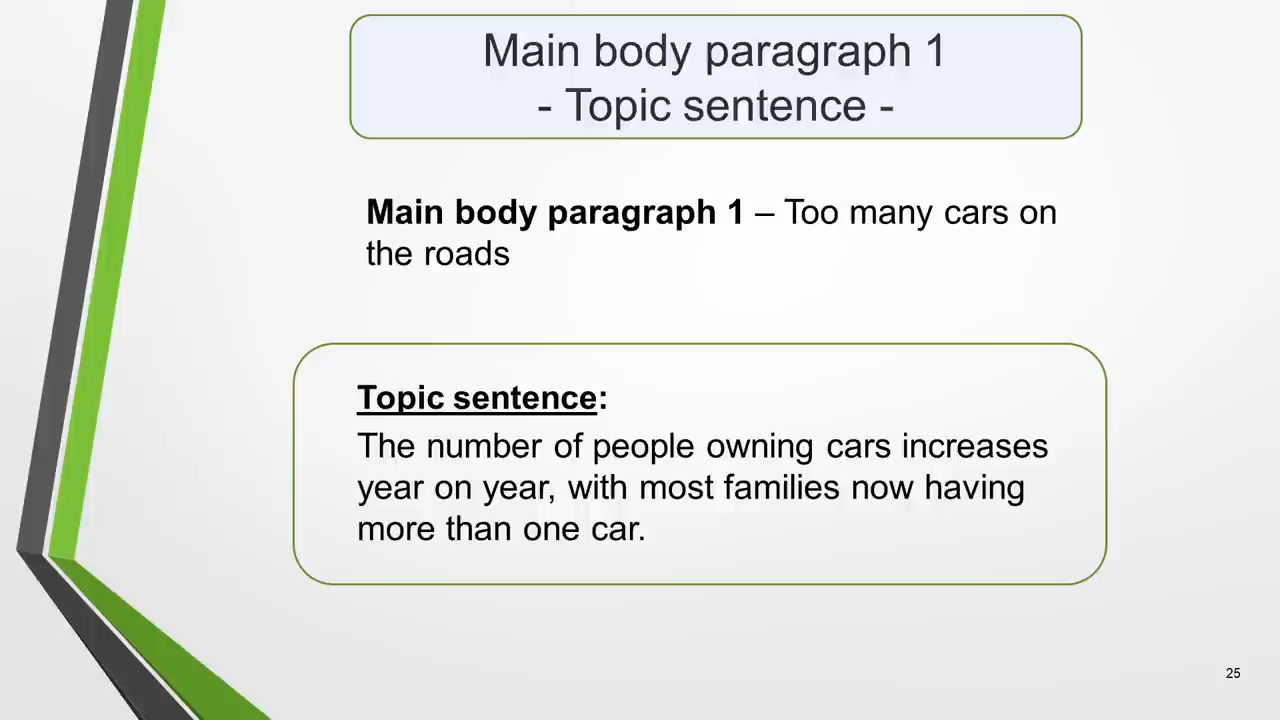 Main body paragraph 1
- Topic sentence -
Main body paragraph 1 – Too many cars on
the roads
Topic sentence:
The number of people owning cars increases
year on year, with most families now having
more than one car.
25